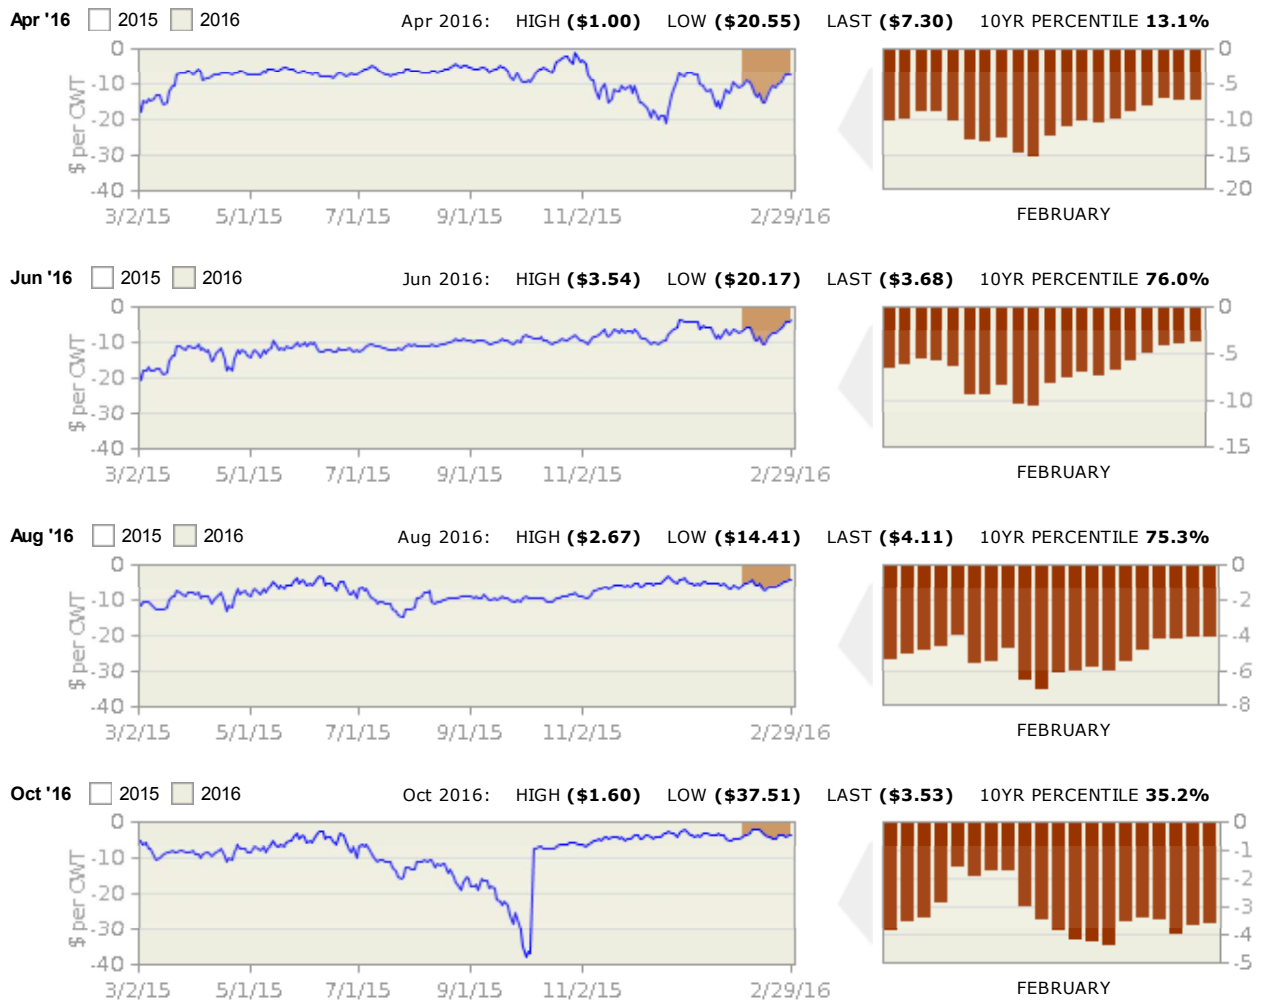 Apr '16 2015 2016 Apr 2016: HIGH ($1.00) LOW ($20.55) LAST ($7.30) 10YR PERCENTILE 13.1%
$ per CWT
0
-10
-20
-30
-40
3/2/15 5/1/15 7/1/15 9/1/15 11/2/15 2/29/16
0
-5
-10
-15
-20
FEBRUARY
Jun '16 2015 2016 Jun 2016: HIGH ($3.54) LOW ($20.17) LAST ($3.68) 10YR PERCENTILE 76.0%
$ per CWT
0
-10
-20
-30
-40
3/2/15 5/1/15 7/1/15 9/1/15 11/2/15 2/29/16
0
-5
-10
-15
FEBRUARY
Aug '16 2015 2016 Aug 2016: HIGH ($2.67) LOW ($14.41) LAST ($4.11) 10YR PERCENTILE 75.3%
$ per CWT
0
-10
-20
-30
-40
3/2/15 5/1/15 7/1/15 9/1/15 11/2/15 2/29/16
0
-2
-4
-6
-8
FEBRUARY
Oct '16 2015 2016 Oct 2016: HIGH ($1.60) LOW ($37.51) LAST ($3.53) 10YR PERCENTILE 35.2%
$ per CWT
0
-10
-20
-30
-40
3/2/15 5/1/15 7/1/15 9/1/15 11/2/15 2/29/16
0
-1
-2
-3
-4
-5
FEBRUARY